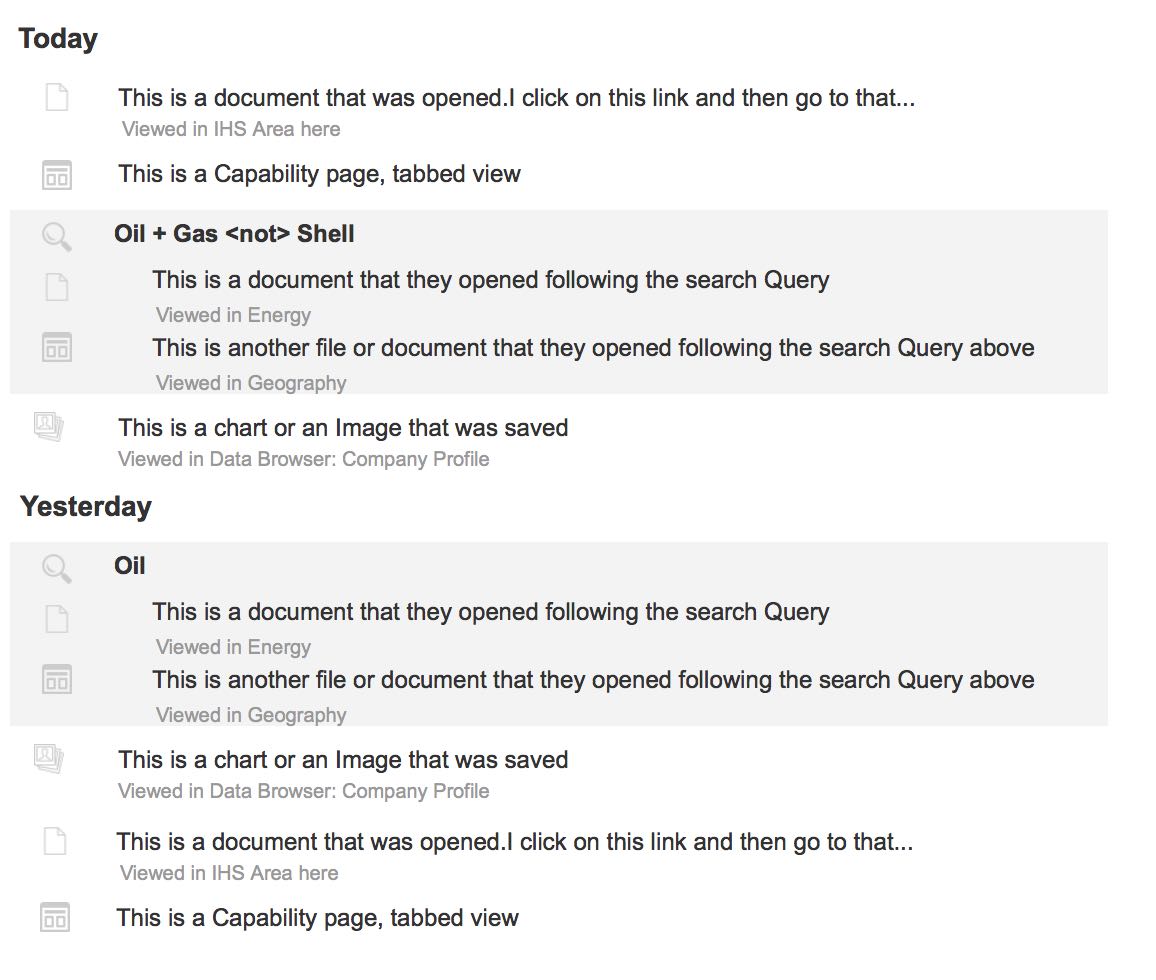 Today
This is a document that was opened.I click on this link and then go to that...
Viewed in IHS Area here
This is a Capability page, tabbed view
Oil + Gas <not> Shell
This is a document that they opened following the search Query
Viewed in Energy
This is another file or document that they opened following the search Query above
Viewed in Geography
This is a chart or an Image that was saved
Viewed in Data Browser: Company Profile
Yesterday
Oil
This is a document that they opened following the search Query
Viewed in Energy
This is another file or document that they opened following the search Query above
Viewed in Geography
This is a chart or an Image that was saved
Viewed in Data Browser: Company Profile
This is a document that was opened.I click on this link and then go to that...
Viewed in IHS Area here
This is a Capability page, tabbed view